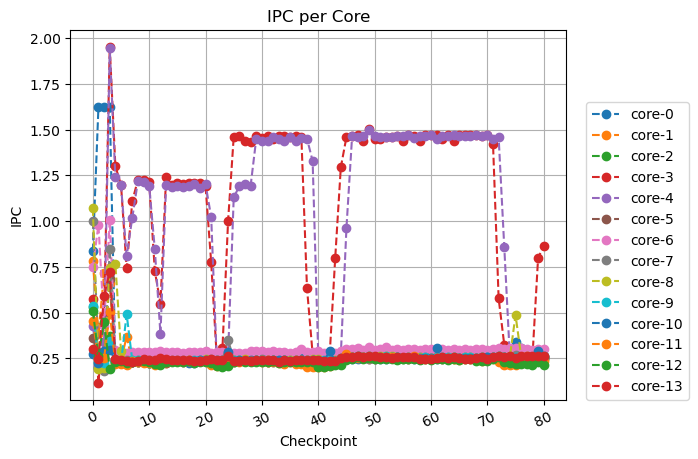 IPC per Core
2.00
1.75
1.50
1.25
1.00
0.75
0.50
0.25
IPC
0
10
20
30
40
50
60
70
80
Checkpoint
core-0
core-1
core-2
core-3
core-4
core-5
core-6
core-7
core-8
core-9
core-10
core-11
core-12
core-13